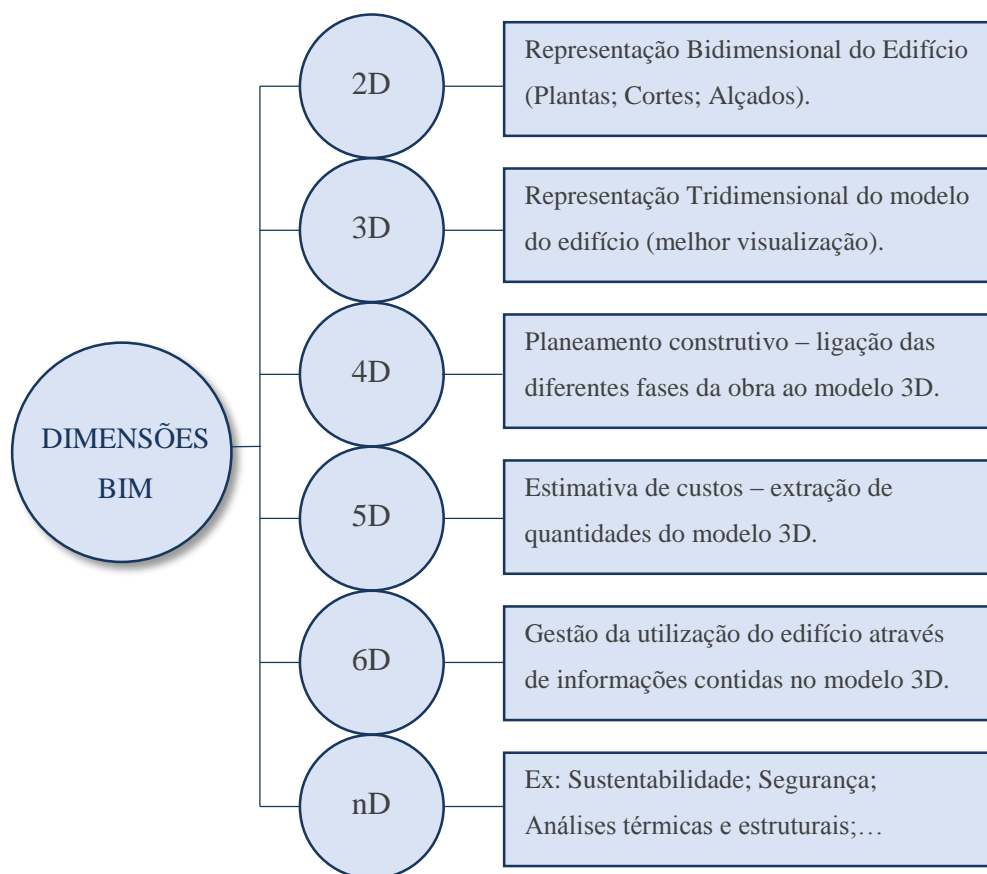 DIMENSÕES
BIM
2D
Representação Bidimensional do Edifício
(Plantas; Cortes; Alçados).
3D
Representação Tridimensional do modelo
do edifício (melhor visualização).
4D
Planeamento construtivo – ligação das
diferentes fases da obra ao modelo 3D.
5D
Estimativa de custos – extração de
quantidades do modelo 3D.
6D
Gestão da utilização do edifício através
de informações contidas no modelo 3D.
nD
Ex: Sustentabilidade; Segurança;
Análises térmicas e estruturais;…